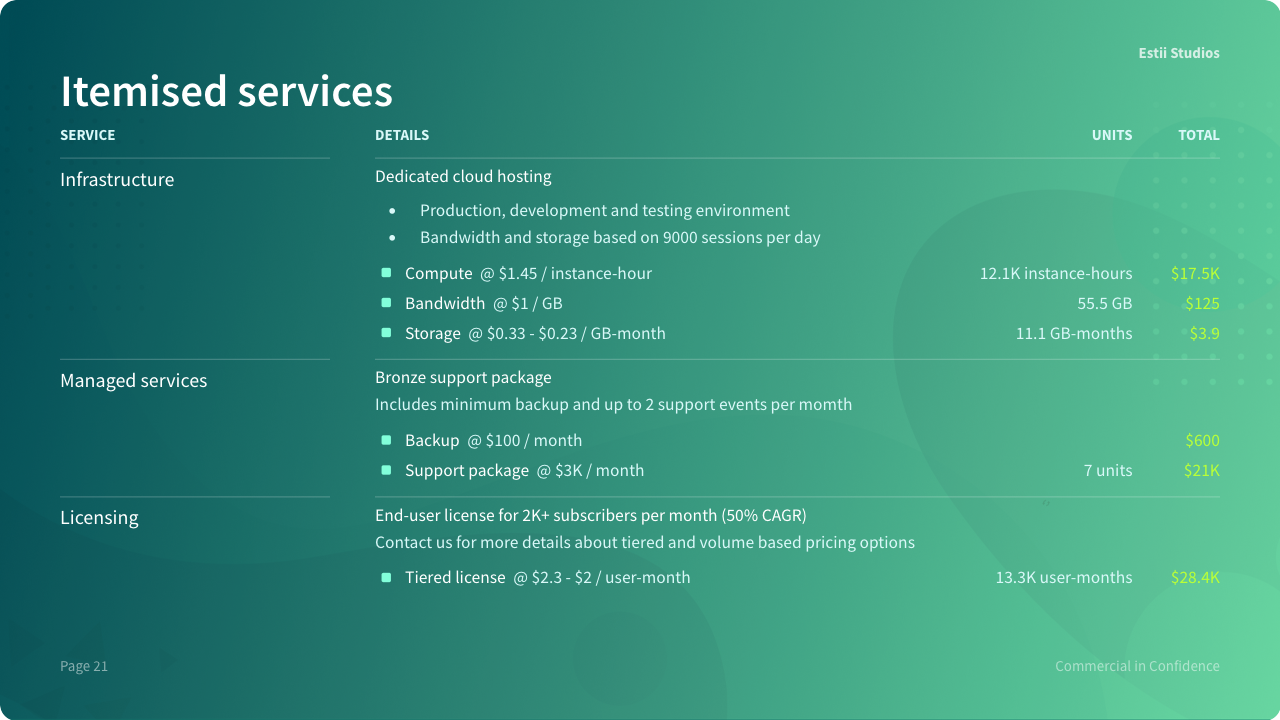 Estii Studios
Itemised services
SERVICE DETAILS UNITS TOTAL
Infrastructure Dedicated cloud hosting
• Production, development and testing environment
• Bandwidth and storage based on 9000 sessions per day
Compute @ $1.45 / instance-hour 12.1K instance-hours $17.5K
Bandwidth @ $1 / GB 55.5 GB $125
Storage @ $0.33 - $0.23 / GB-month 11.1 GB-months $3.9
Managed services Bronze support package
Includes minimum backup and up to 2 support events per momth
Backup @ $100 / month $600
Support package @ $3K / month 7 units $21K
Licensing End-user license for 2K+ subscribers per month (50% CAGR)
Contact us for more details about tiered and volume based pricing options
Tiered license @ $2.3 - $2 / user-month 13.3K user-months $28.4K
Page 21 Commercial in Confidence